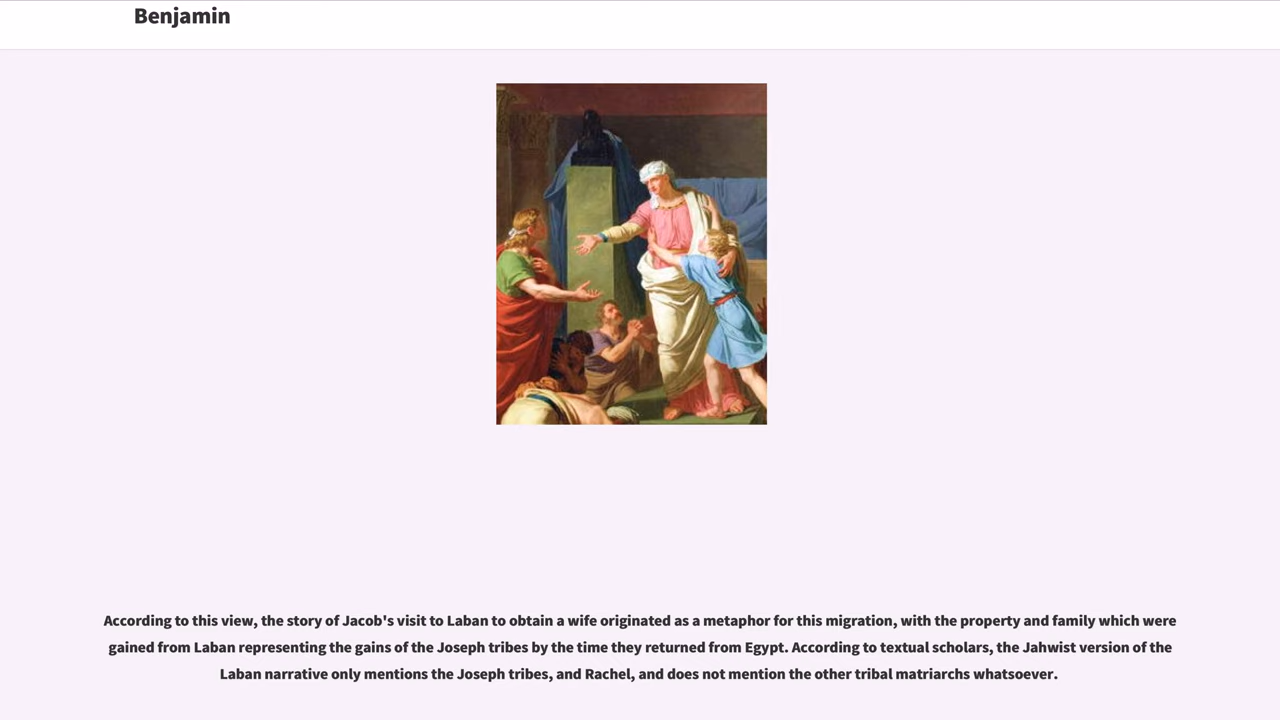 Benjamin
According to this view, the story of Jacob's visit to Laban to obtain a wife originated as a metaphor for this migration, with the property and family which were
gained from Laban representing the gains of the Joseph tribes by the time they returned from Egypt. According to textual scholars, the Jahwist version of the
Laban narrative only mentions the Joseph tribes, and Rachel, and does not mention the other tribal matriarchs whatsoever.